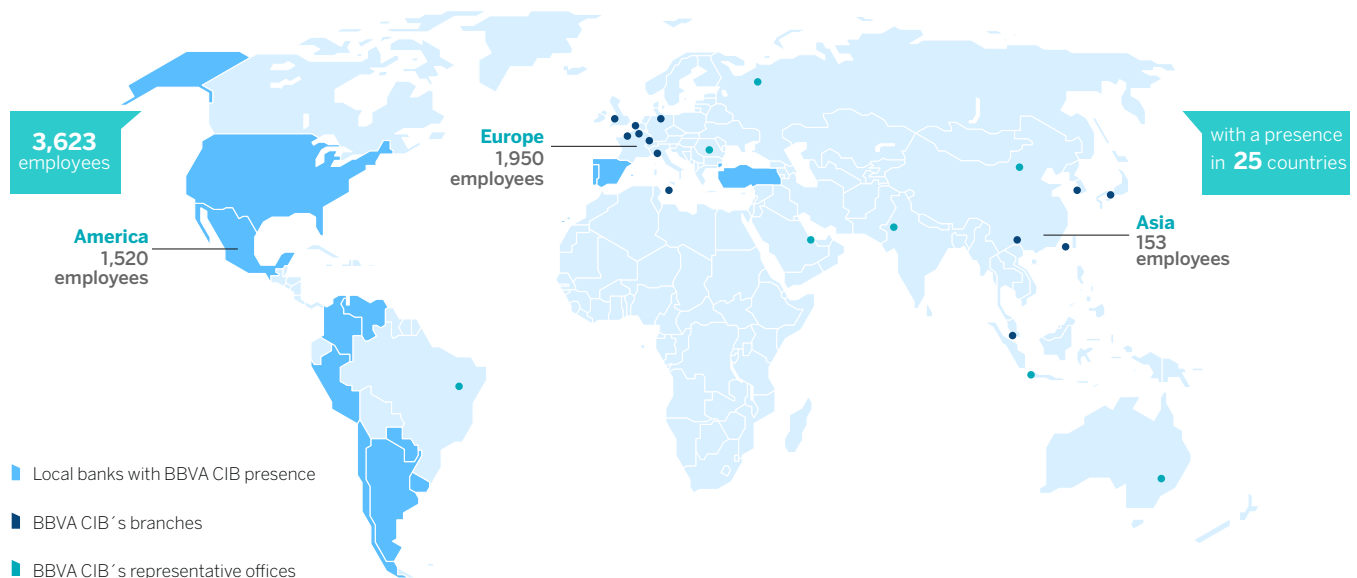 3,623
employees
Europe
1,950
employees
with a presence
in 25 countries
America
1,520
employees
Asia
153
employees
Local banks with BBVA CIB presence
BBVA CIB´s branches
BBVA CIB´s representative offices